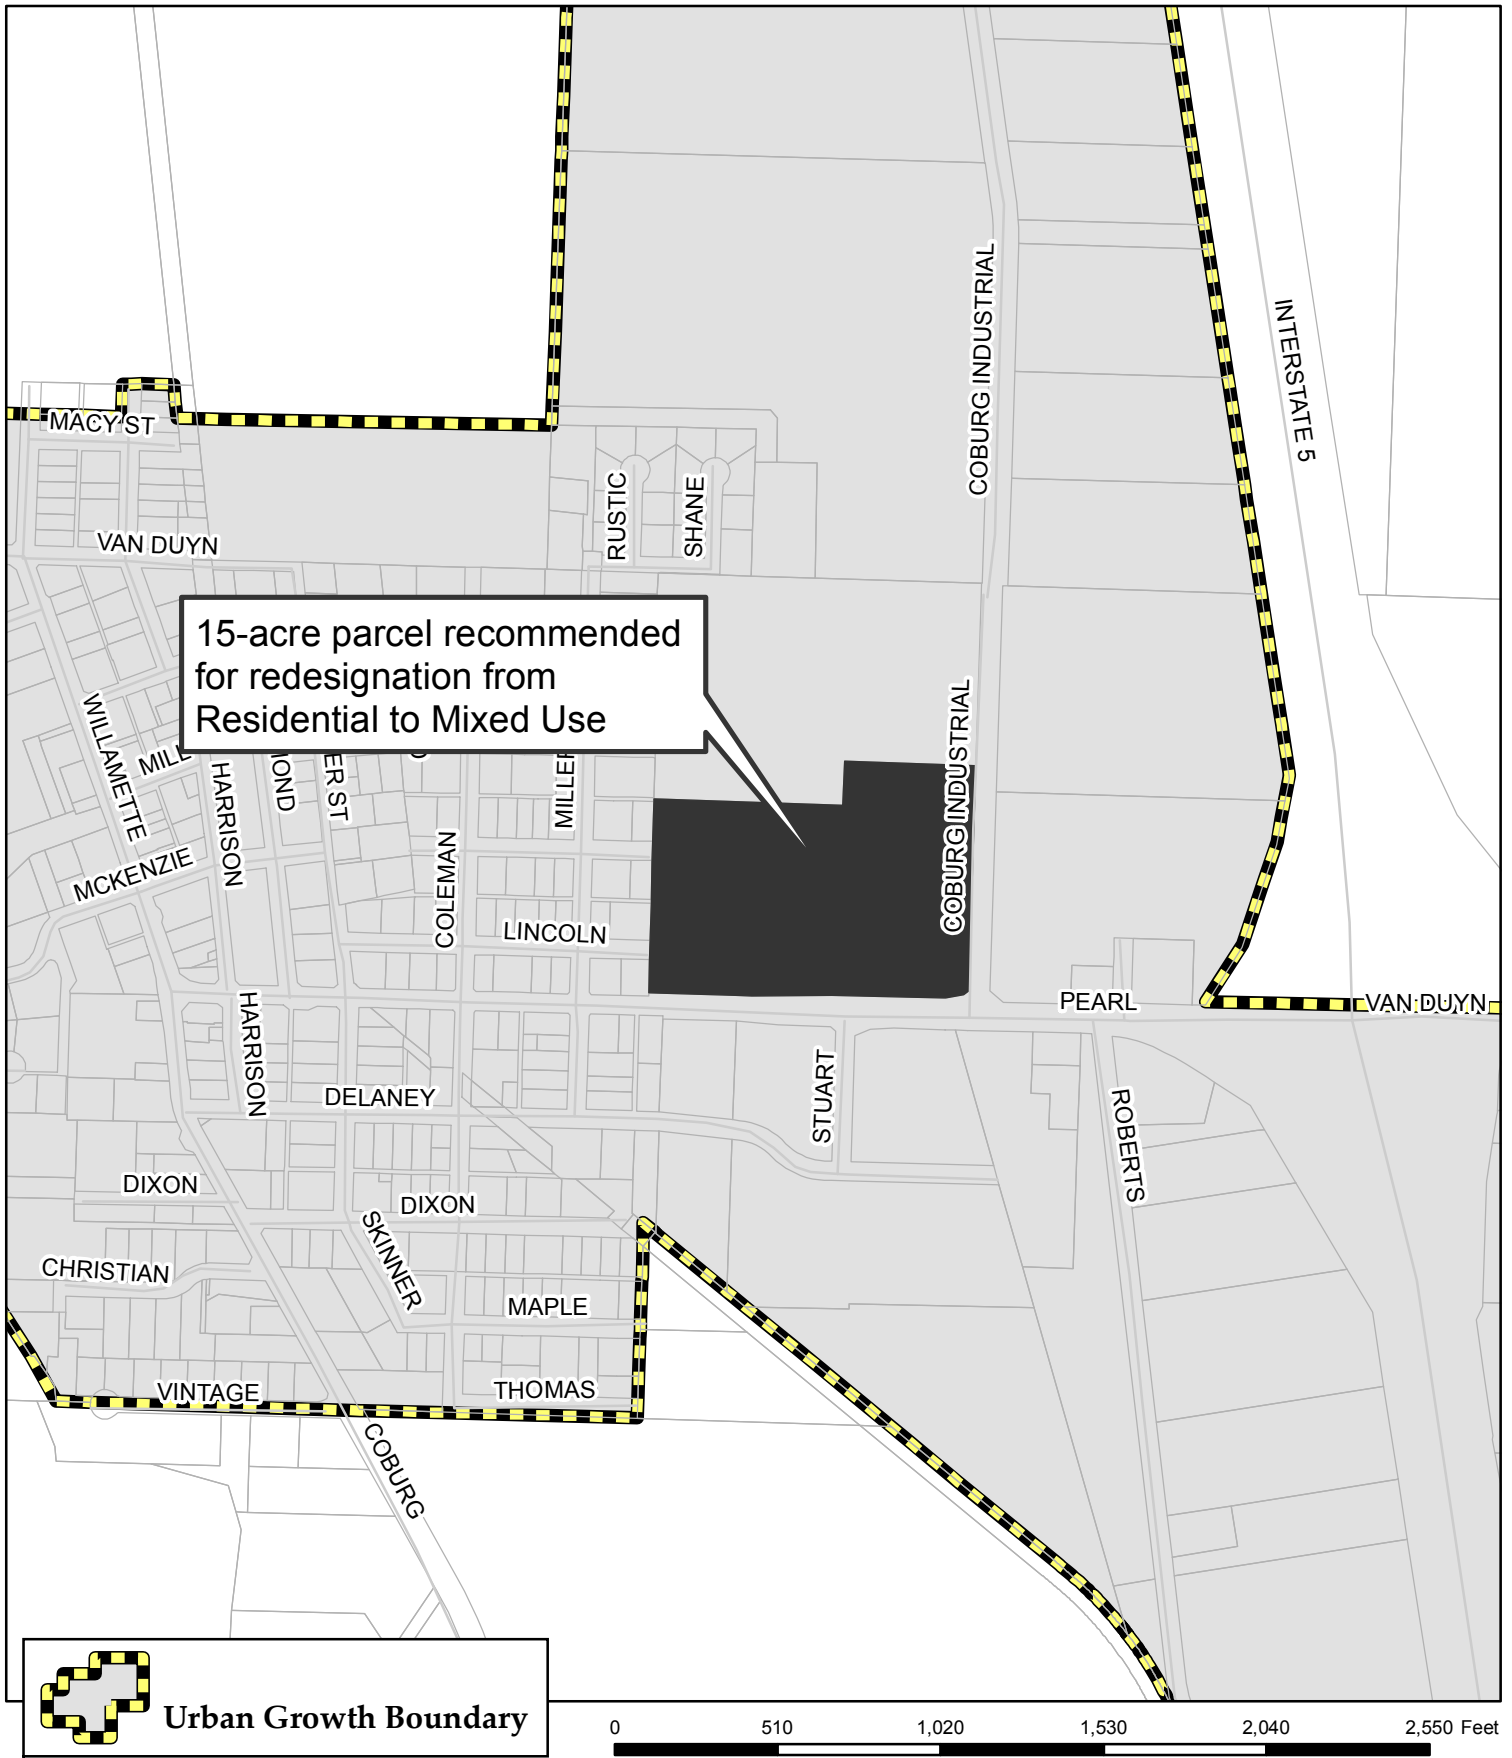 COBURG INDUSTRIAL
INTERSTATE 5
MACY ST
RUSTIC
SHANE
VAN DUYN
15-acre parcel recommended
for redesignation from
Residential to Mixed Use
WILLAMETTE
MILL
HARRISON
MILLER
COBURG INDUSTRIAL
MCKENZIE
COLEMAN
LINCOLN
PEARL
VAN DUYN
HARRISON
STUART
DELANEY
ROBERTS
DIXON
DIXON
SKINNER
CHRISTIAN
MAPLE
VINTAGE
THOMAS
COBURG
Urban Growth Boundary
0 510 1,020 1,530 2,040 2,550 Feet